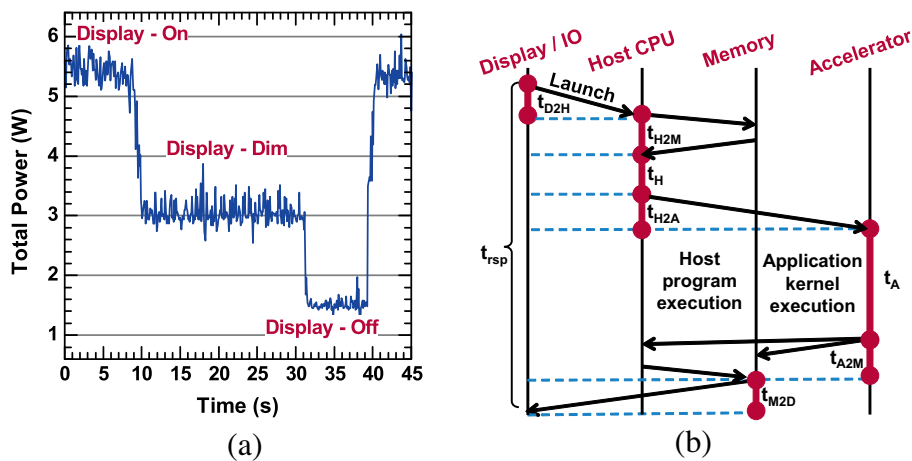 Display - On
Display - Dim
Display - Off
Total Power (W)
6
5
4
3
2
1
0 5 10 15 20 25 30 35 40 45
Time (s)
(a)
Display / IO
Host CPU
Memory
Accelerator
Launch
tD2H
tH2M
tH
tH2A
trsp
Host
program
execution
Application
kernel
execution
tA
tA2M
tM2D
(b)